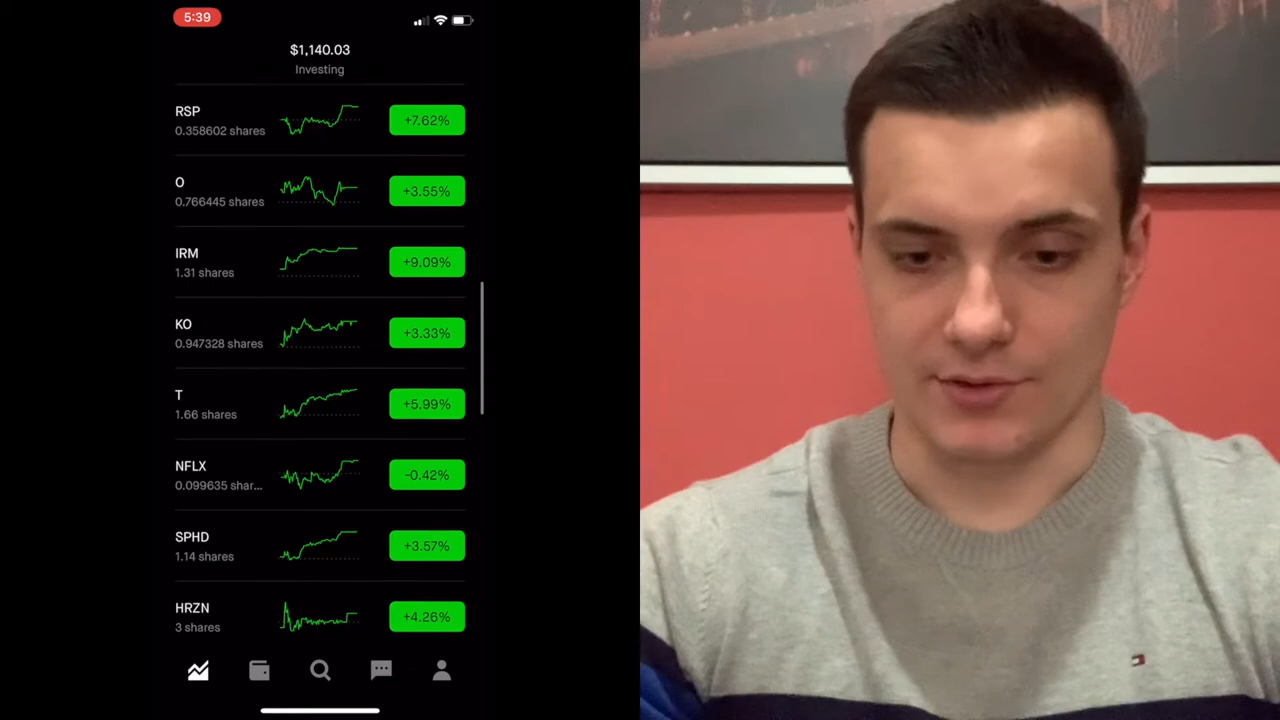 5:39
$1,140.03
Investing
RSP
0.358602 shares
+7.62%
O
0.766445 shares
+3.55%
IRM
1.31 shares
+9.09%
KO
0.947328 shares
+3.33%
T
1.66 shares
+5.99%
NFLX
0.099635 shar...
-0.42%
SPHD
1.14 shares
+3.57%
HRZN
3 shares
+4.26%